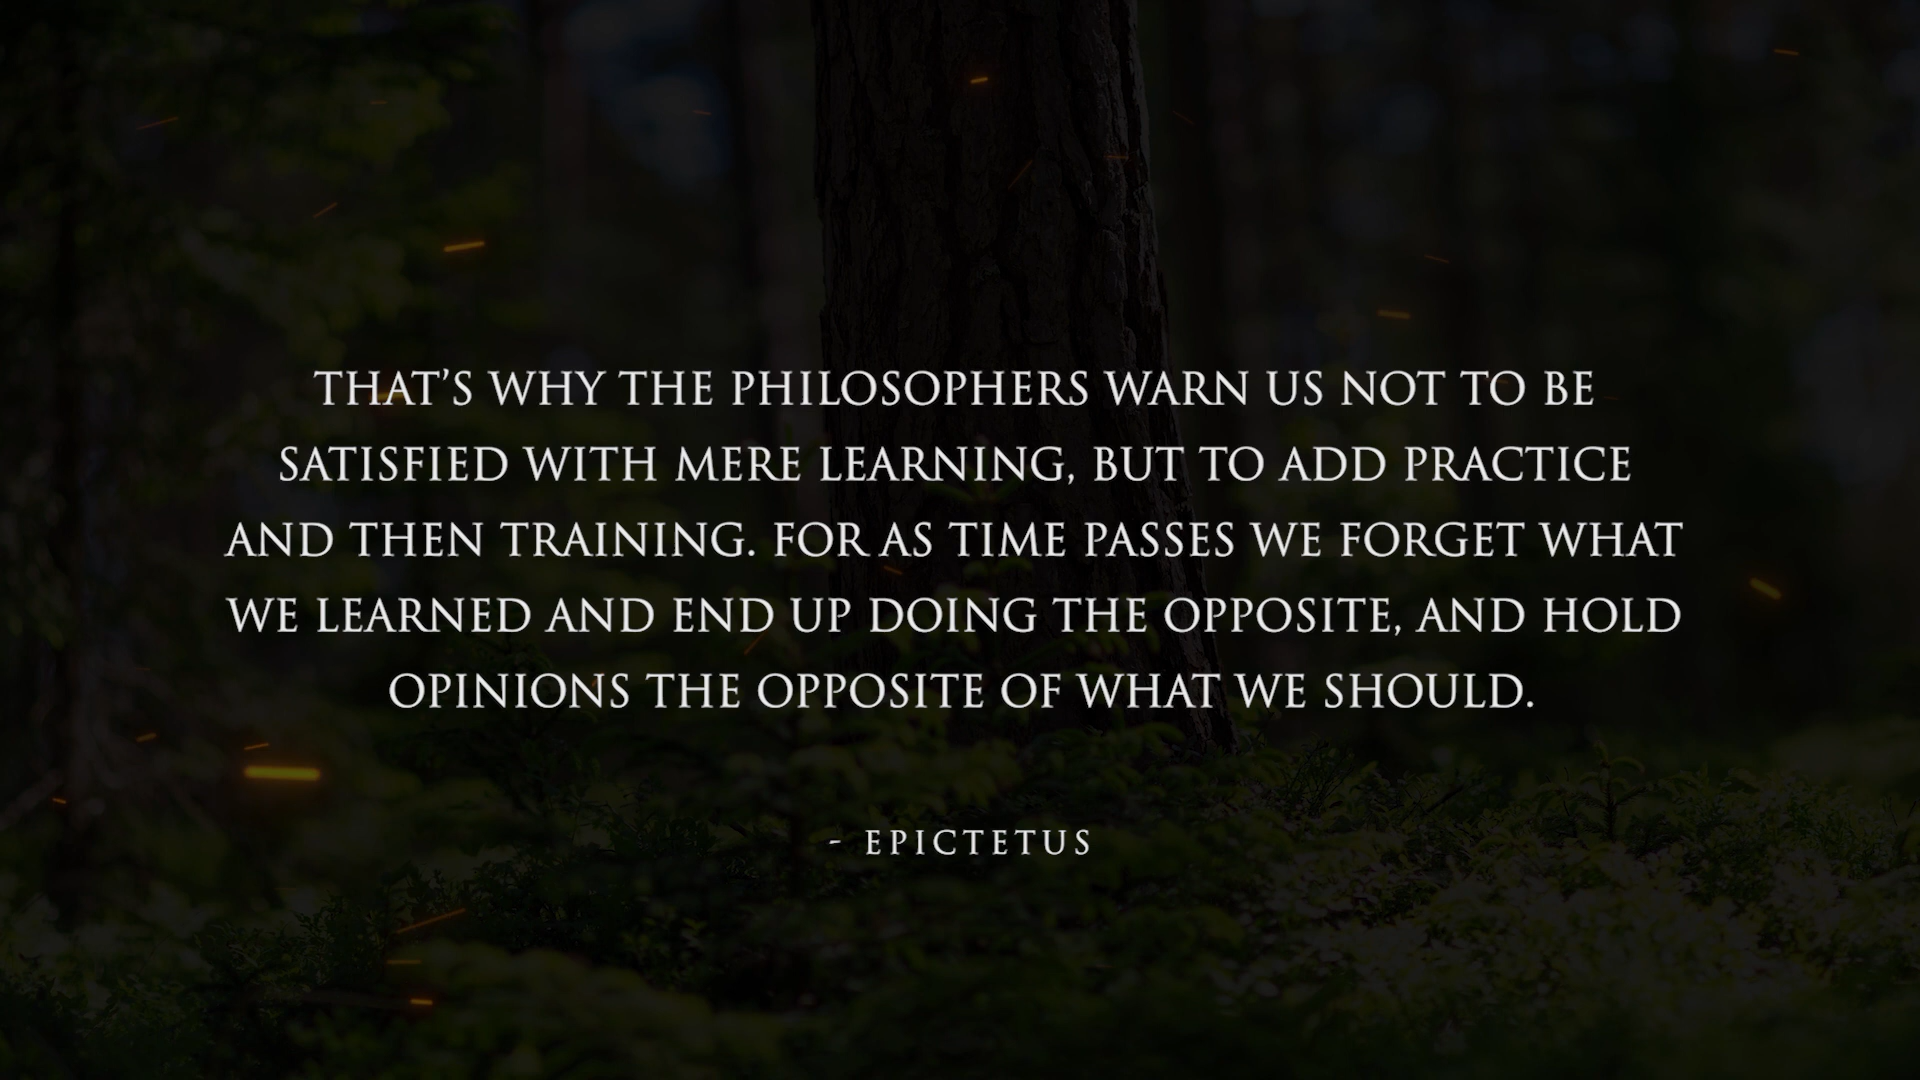 THAT'S WHY THE PHILOSOPHERS WARN US NOT TO BE
SATISFIED WITH MERE LEARNING, BUT TO ADD PRACTICE
AND THEN TRAINING. FOR AS TIME PASSES WE FORGET WHAT
WE LEARNED AND END UP DOING THE OPPOSITE, AND HOLD
OPINIONS THE OPPOSITE OF WHAT WE SHOULD.
- EPICTETUS